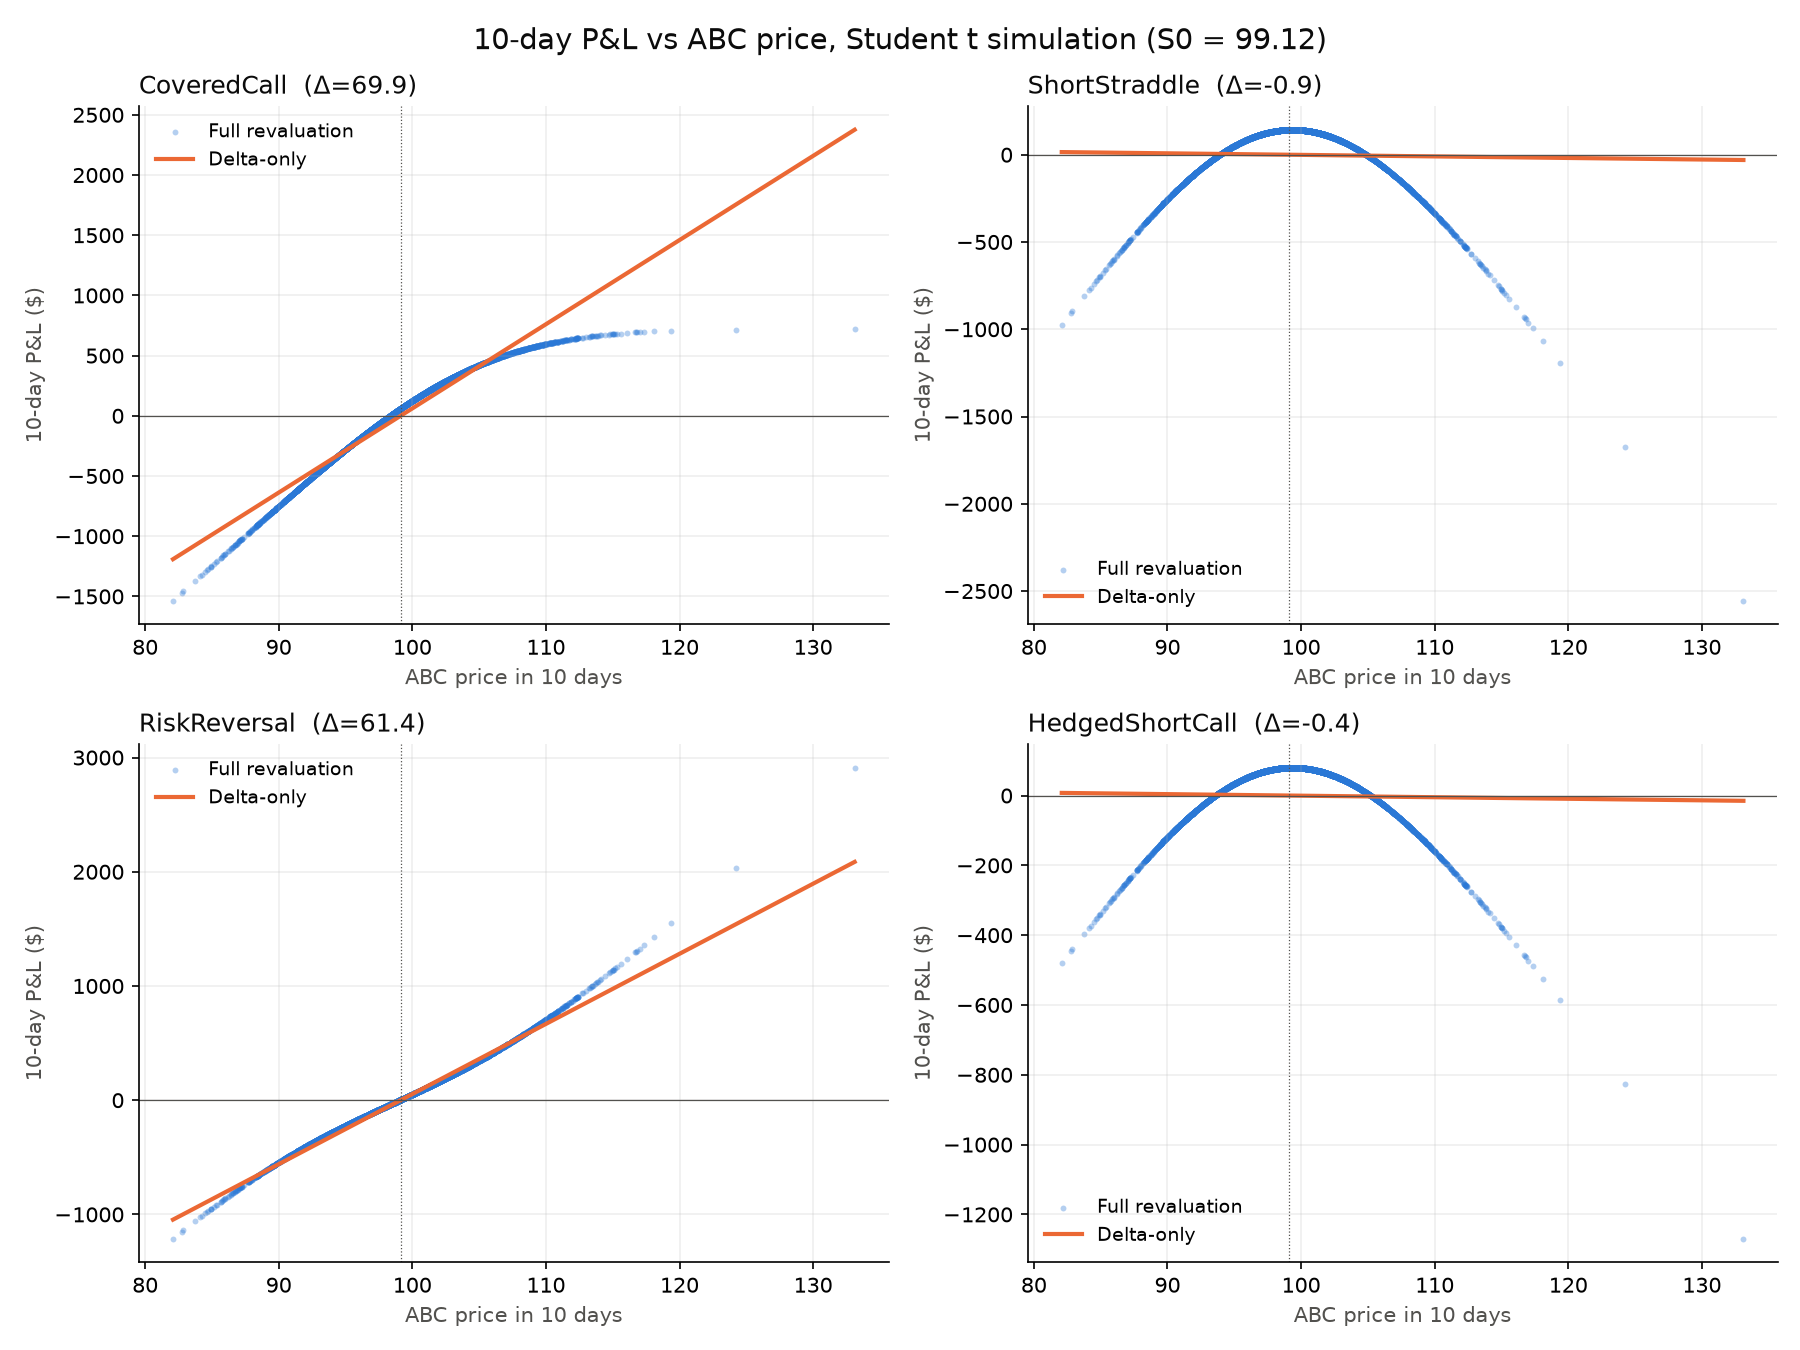 10-day P&L vs ABC price, Student t simulation (S0 = 99.12)
CoveredCall (Δ=69.9)
2500
2000
1500
1000
500
0
−500
−1000
−1500
10-day P&L ($)
Full revaluation
Delta-only
80 90 100 110 120 130
ABC price in 10 days
ShortStraddle (Δ=-0.9)
0
−500
−1000
−1500
−2000
−2500
10-day P&L ($)
Full revaluation
Delta-only
80 90 100 110 120 130
ABC price in 10 days
RiskReversal (Δ=61.4)
3000
2000
1000
0
−1000
10-day P&L ($)
Full revaluation
Delta-only
80 90 100 110 120 130
ABC price in 10 days
HedgedShortCall (Δ=-0.4)
0
−200
−400
−600
−800
−1000
−1200
10-day P&L ($)
Full revaluation
Delta-only
80 90 100 110 120 130
ABC price in 10 days